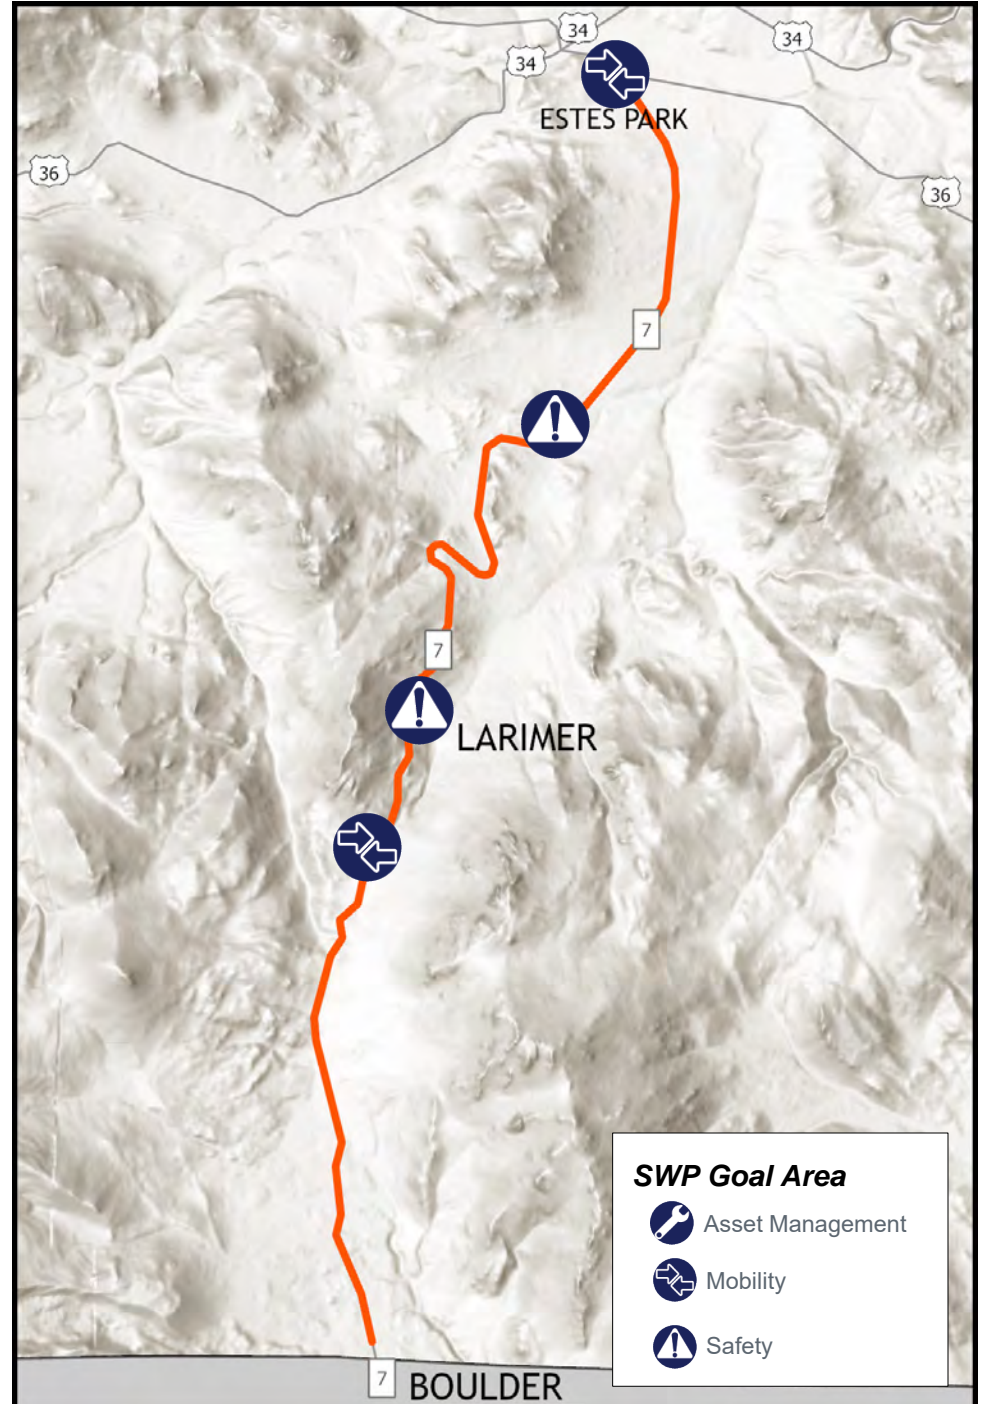 34
34
34
ESTES PARK
36
36
7
7
LARIMER
SWP Goal Area
Asset Management
Mobility
Safety
7
BOULDER